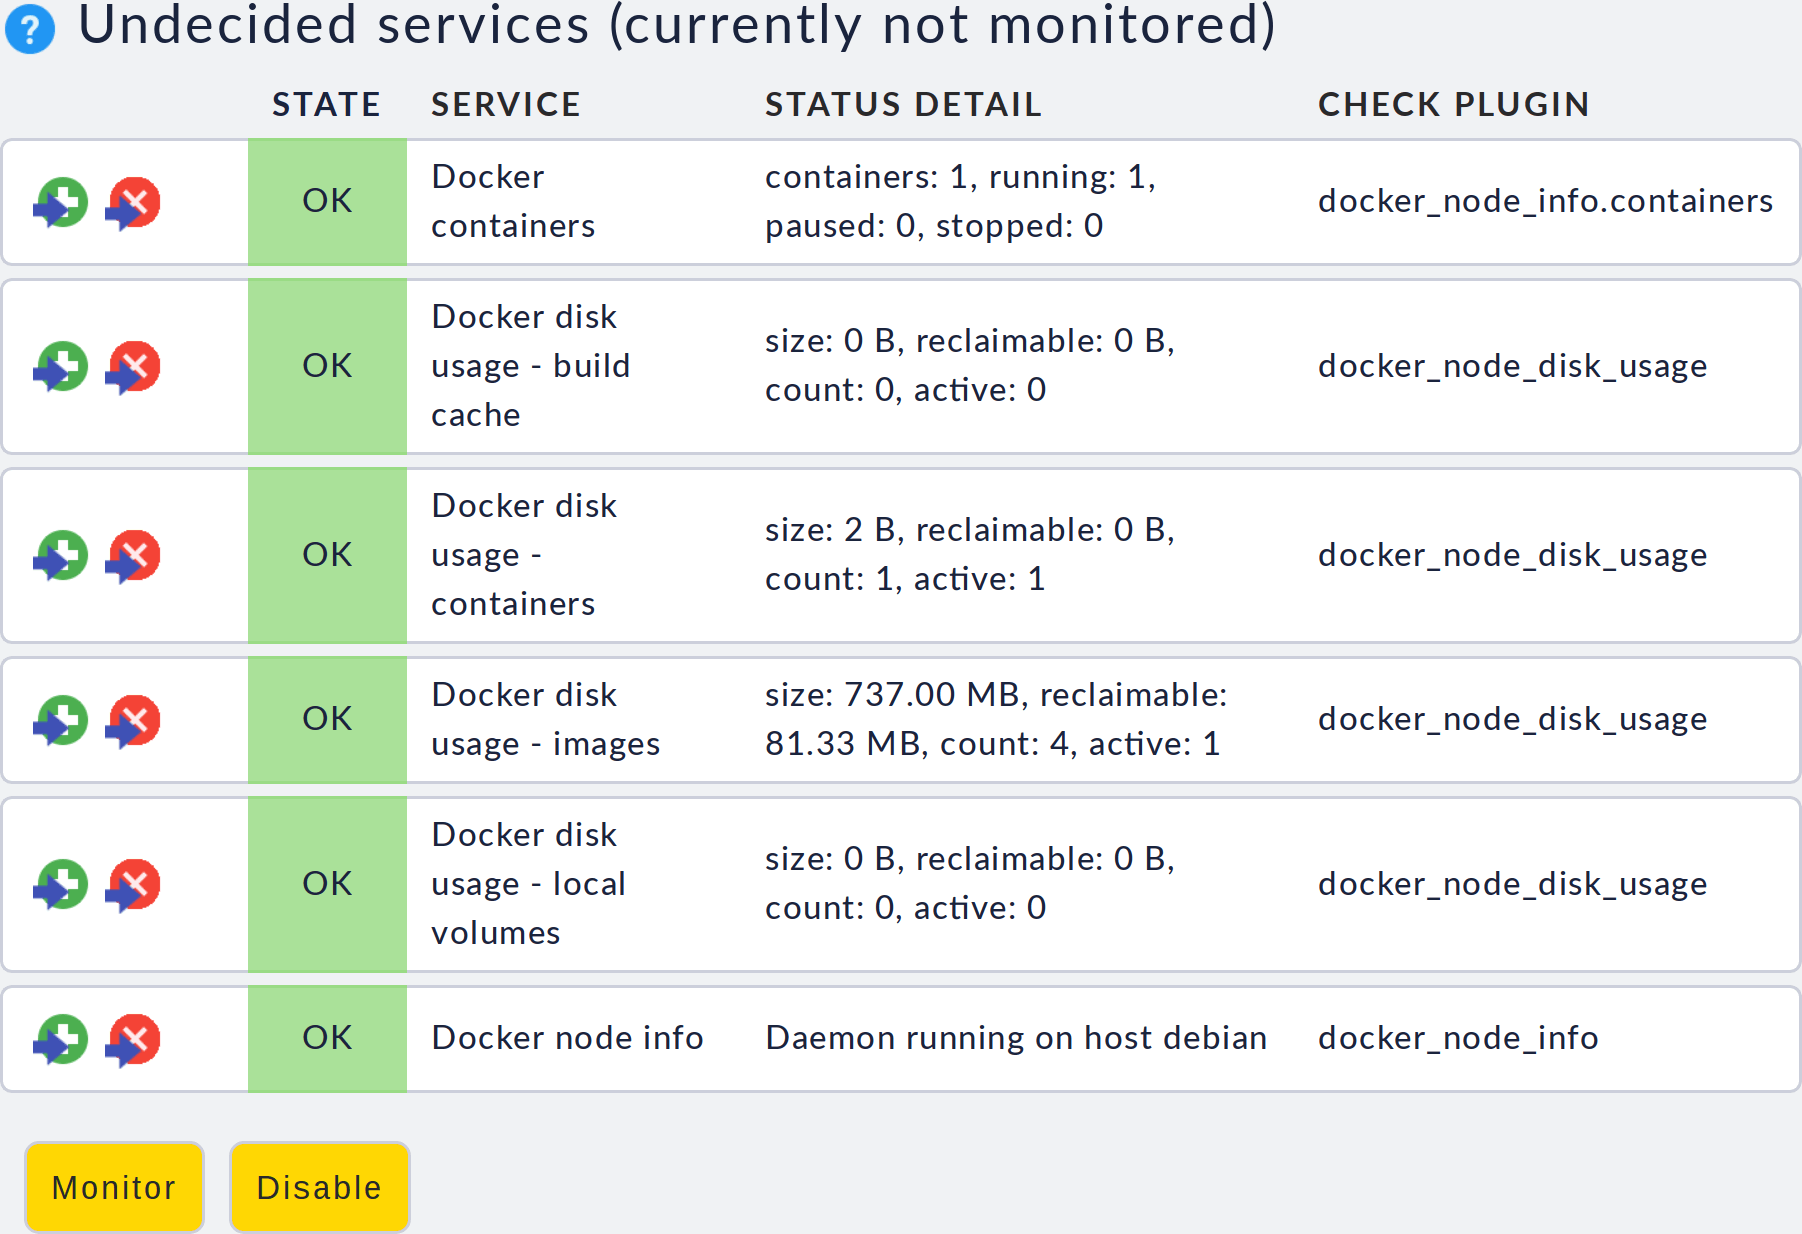 ? Undecided services (currently not monitored)
STATE SERVICE STATUS DETAIL CHECK PLUGIN
OK
Docker
containers
containers: 1, running: 1,
paused: 0, stopped: 0
docker_node_info.containers
OK
Docker disk
usage - build
cache
size: 0 B, reclaimable: 0 B,
count: 0, active: 0
docker_node_disk_usage
OK
Docker disk
usage -
containers
size: 2 B, reclaimable: 0 B,
count: 1, active: 1
docker_node_disk_usage
OK
Docker disk
usage - images
size: 737.00 MB, reclaimable:
81.33 MB, count: 4, active: 1
docker_node_disk_usage
OK
Docker disk
usage - local
volumes
size: 0 B, reclaimable: 0 B,
count: 0, active: 0
docker_node_disk_usage
OK
Docker node info
Daemon running on host debian
docker_node_info
Monitor Disable